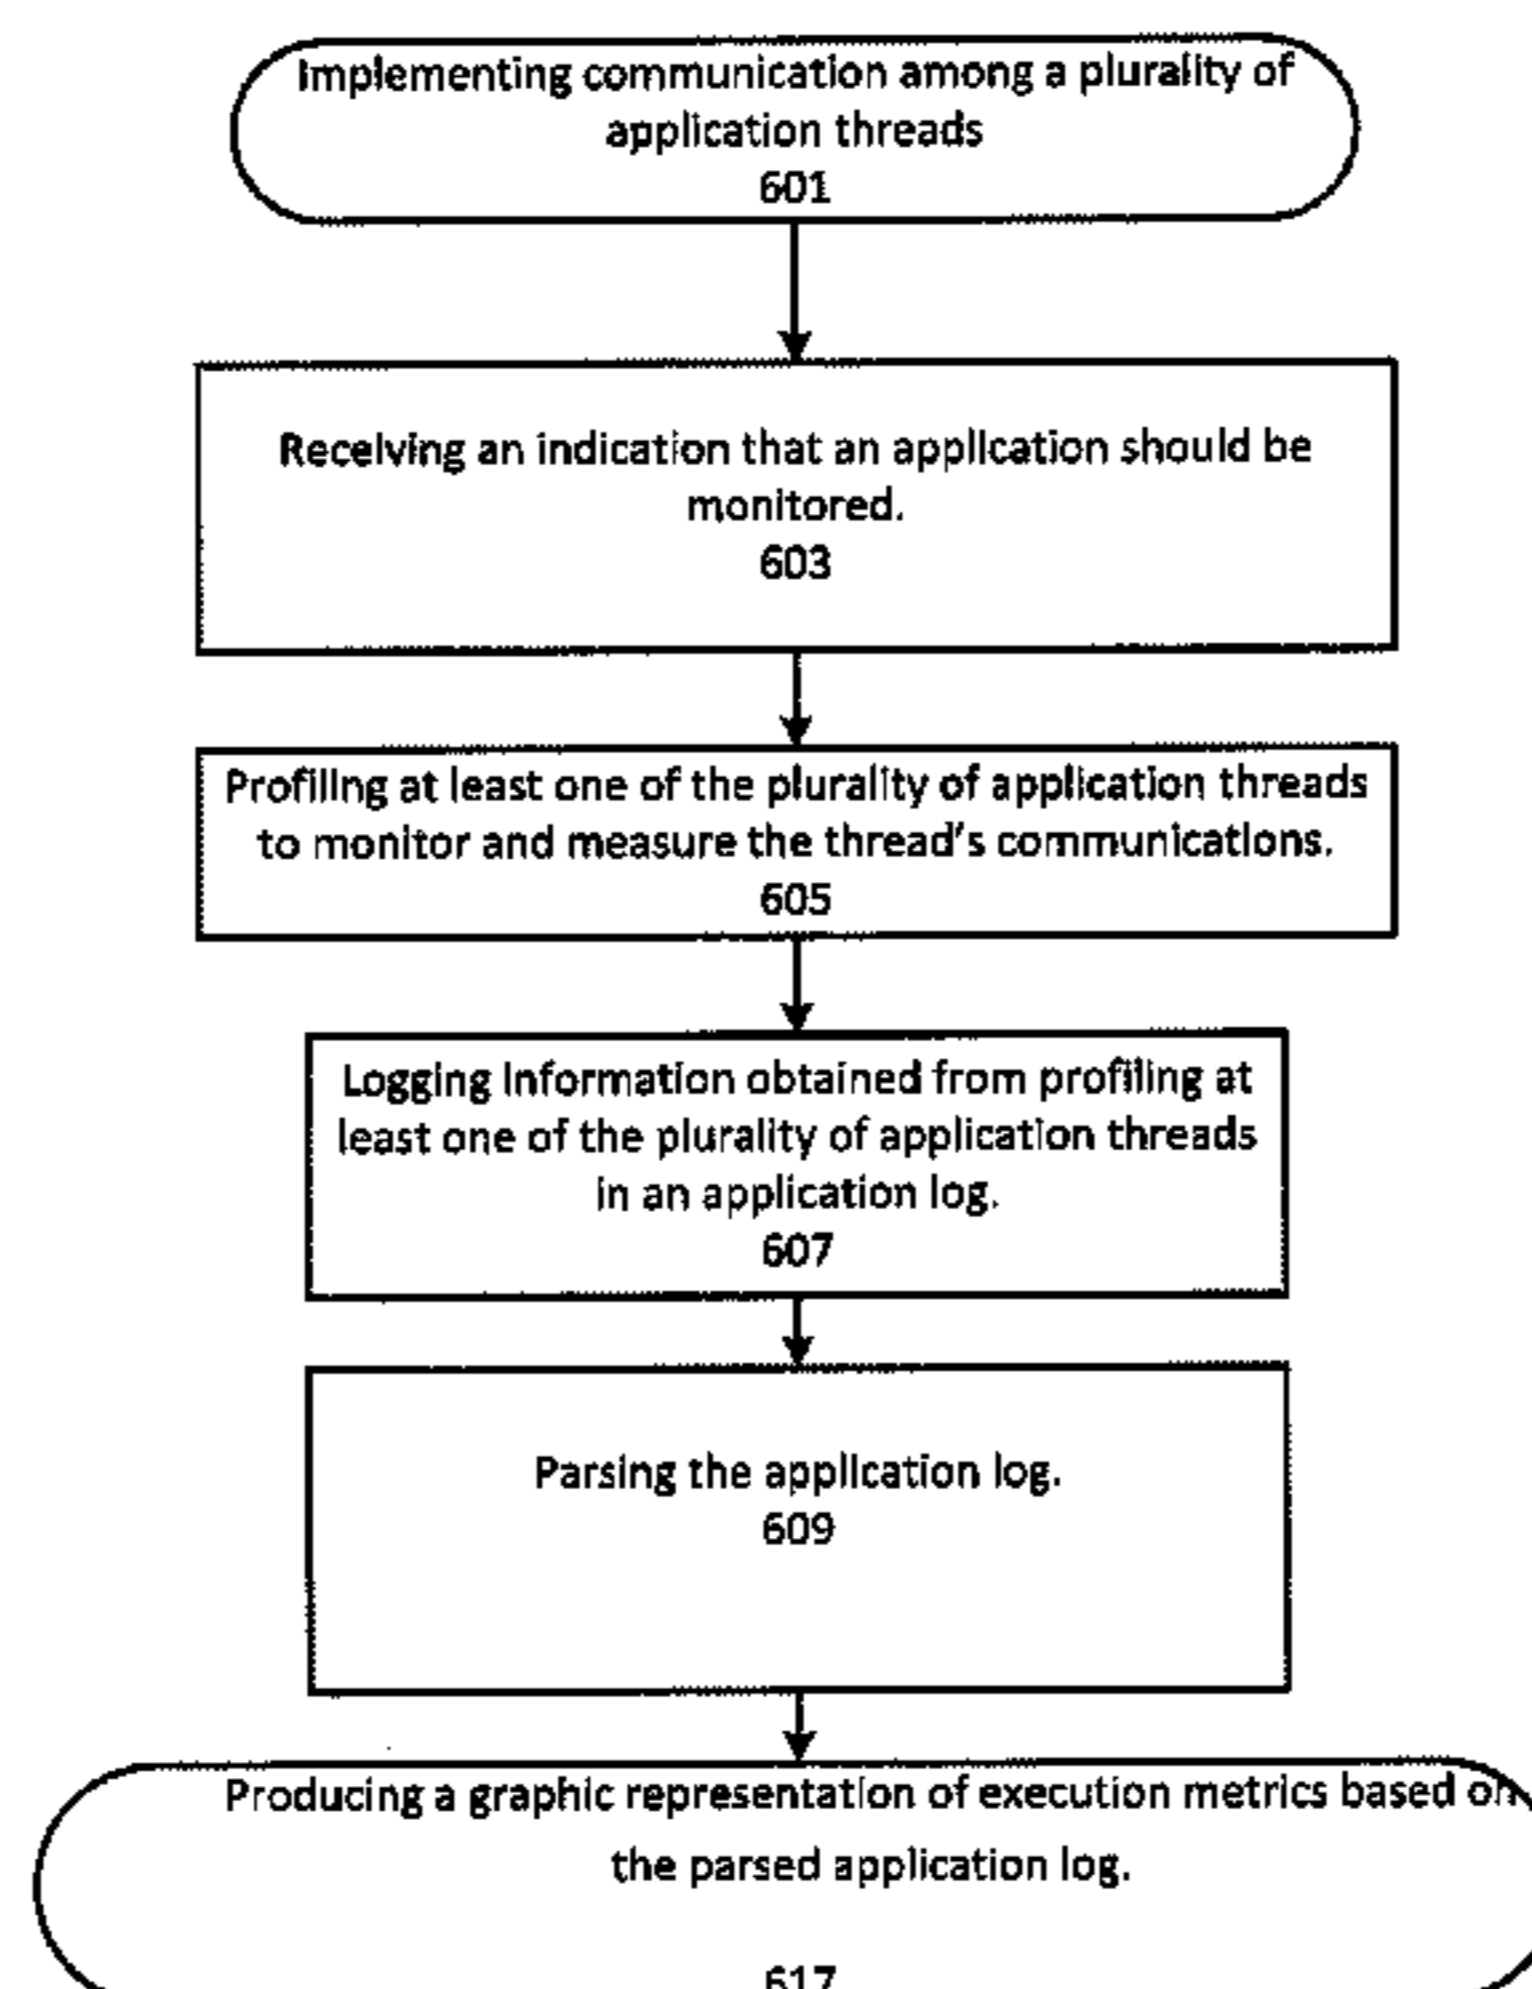 Implementing communication among a plurality of
application threads
601
Receiving an indication that an application should be
monitored.
603
Profiling at least one of the plurality of application threads
to monitor and measure the thread's communications.
605
Logging information obtained from profiling at
least one of the plurality of application threads
in an application log.
607
Parsing the application log.
609
Producing a graphic representation of execution metrics based on
the parsed application log.
617